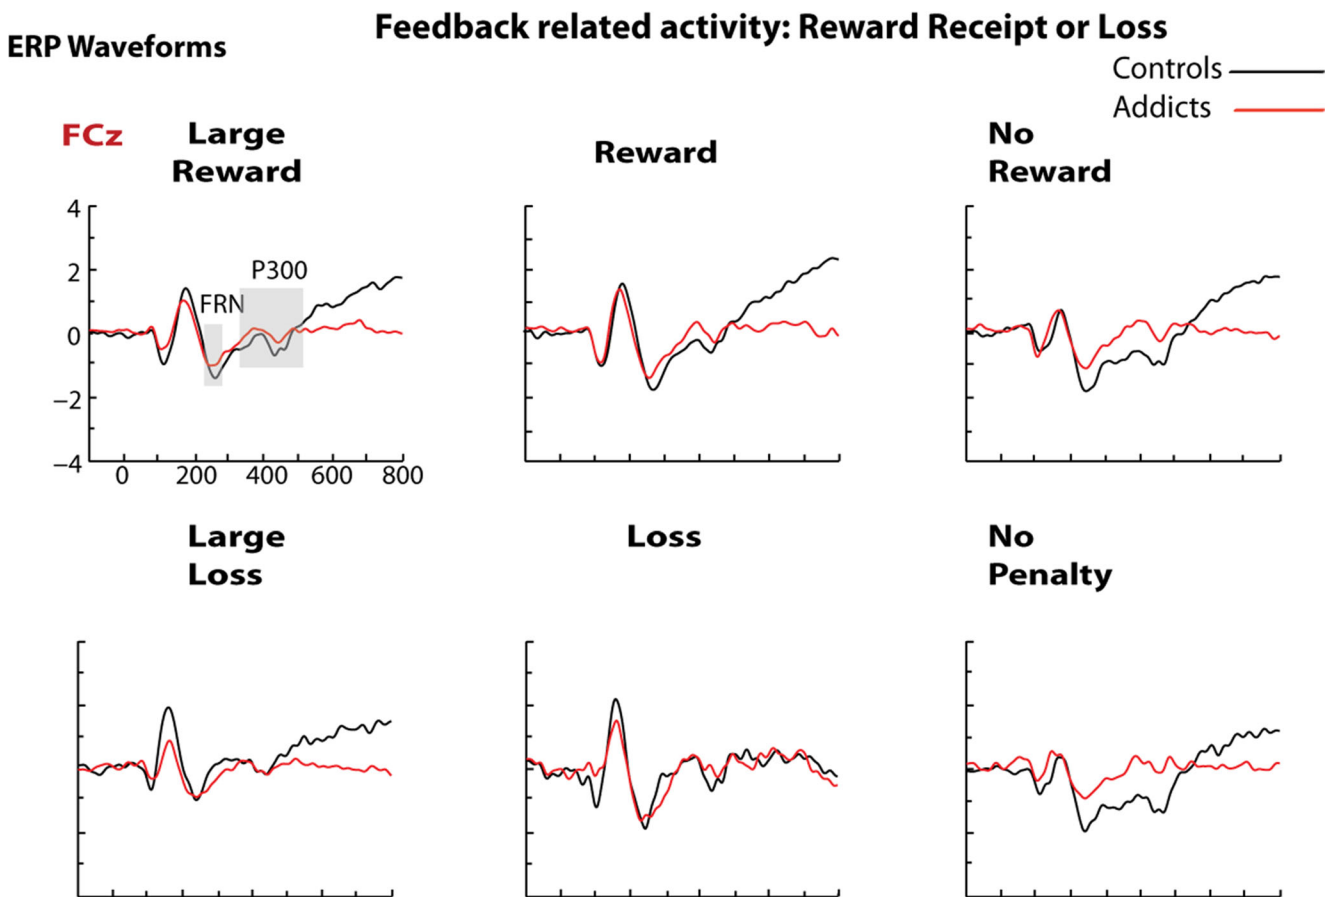 Feedback related activity: Reward Receipt or Loss
ERP Waveforms
Controls
Addicts
FCz
Large
Reward
Reward
No
Reward
4
2
0
−2
−4
FRN
P300
0 200 400 600 800
Large
Loss
Loss
No
Penalty